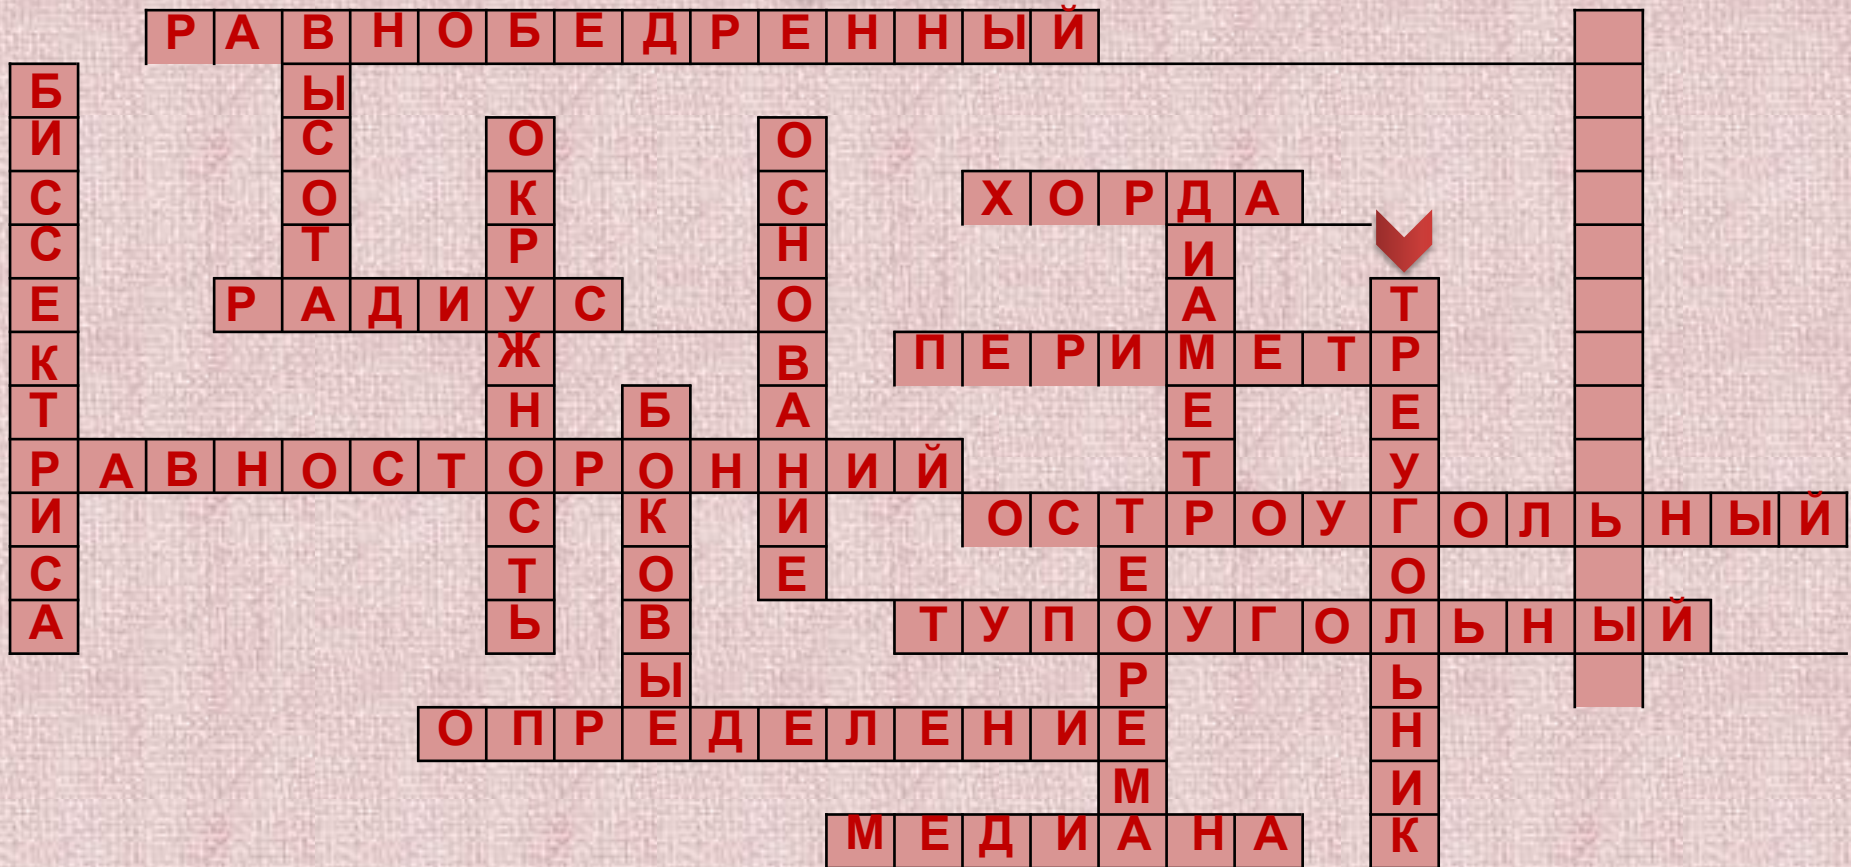 РАВНОБЕДРЕННЫЙ
БИССЕКТРИСА
ВЫСОТА
ОКРУЖНОСТЬ
ОСНОВАНИЕ
ХОРДА
ДИАМЕТР
РАДИУС
ТРЕУГОЛЬНИК
ПЕРИМЕТР
БОКОВЫЕ
РАВНОСТОРОННИЙ
ОСТРОУГОЛЬНЫЙ
ТЕОРЕМА
ТУПОУГОЛЬНЫЙ
ОПРЕДЕЛЕНИЕ
МЕДИАНА